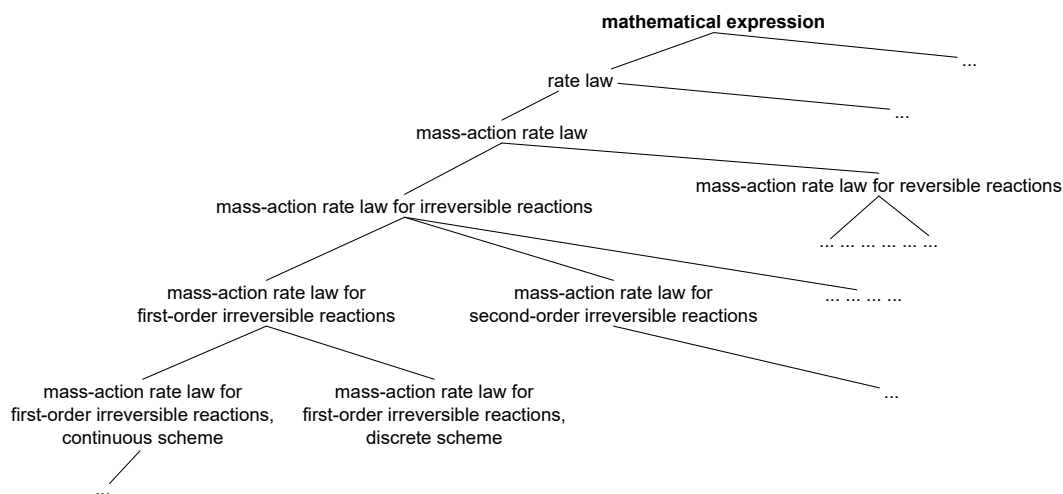 mathematical expression
...
rate law
...
mass-action rate law
mass-action rate law for reversible reactions
mass-action rate law for irreversible reactions
... ... ... ... ... ...
mass-action rate law for
first-order irreversible reactions
mass-action rate law for
second-order irreversible reactions
... ... ... ...
mass-action rate law for
first-order irreversible reactions,
continuous scheme
mass-action rate law for
first-order irreversible reactions,
discrete scheme
...
...